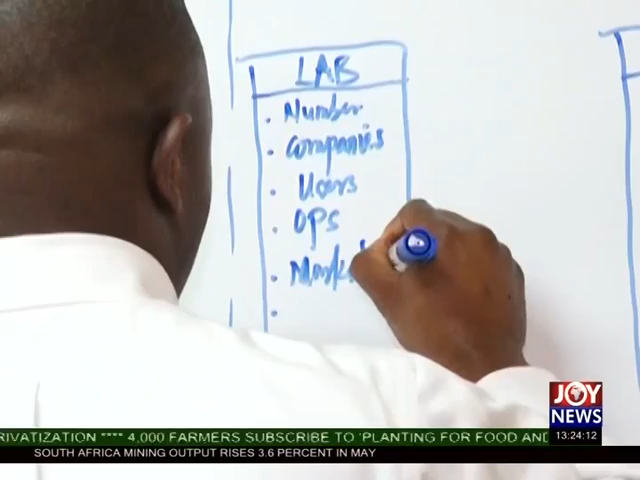 LAB
• Number
• Companies
• Users
• OPs
•
•
JOY
NEWS
13:24:12
RIVATIZATION **** 4,000 FARMERS SUBSCRIBE TO 'PLANTING FOR FOOD AND
SOUTH AFRICA MINING OUTPUT RISES 3.6 PERCENT IN MAY